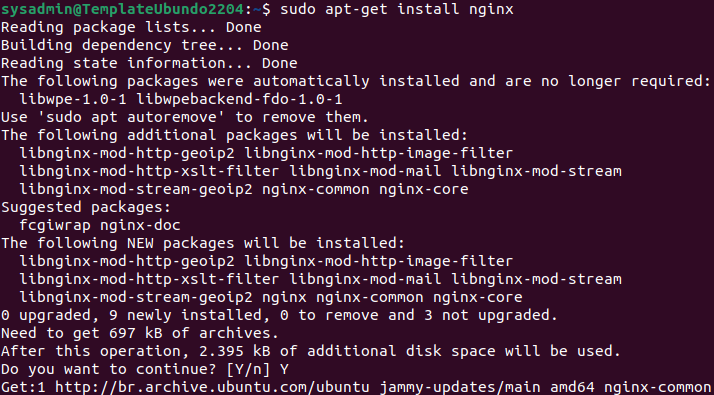 sysadmin@TemplateUbundo2204:~$ sudo apt-get install nginx
Reading package lists... Done
Building dependency tree... Done
Reading state information... Done
The following packages were automatically installed and are no longer required:
  libwpe-1.0-1 libwpebackend-fdo-1.0-1
Use 'sudo apt autoremove' to remove them.
The following additional packages will be installed:
  libnginx-mod-http-geoip2 libnginx-mod-http-image-filter
  libnginx-mod-http-xslt-filter libnginx-mod-mail libnginx-mod-stream
  libnginx-mod-stream-geoip2 nginx-common nginx-core
Suggested packages:
  fcgiwrap nginx-doc
The following NEW packages will be installed:
  libnginx-mod-http-geoip2 libnginx-mod-http-image-filter
  libnginx-mod-http-xslt-filter libnginx-mod-mail libnginx-mod-stream
  libnginx-mod-stream-geoip2 nginx nginx-common nginx-core
0 upgraded, 9 newly installed, 0 to remove and 3 not upgraded.
Need to get 697 kB of archives.
After this operation, 2.395 kB of additional disk space will be used.
Do you want to continue? [Y/n] Y
Get:1 http://br.archive.ubuntu.com/ubuntu jammy-updates/main amd64 nginx-common